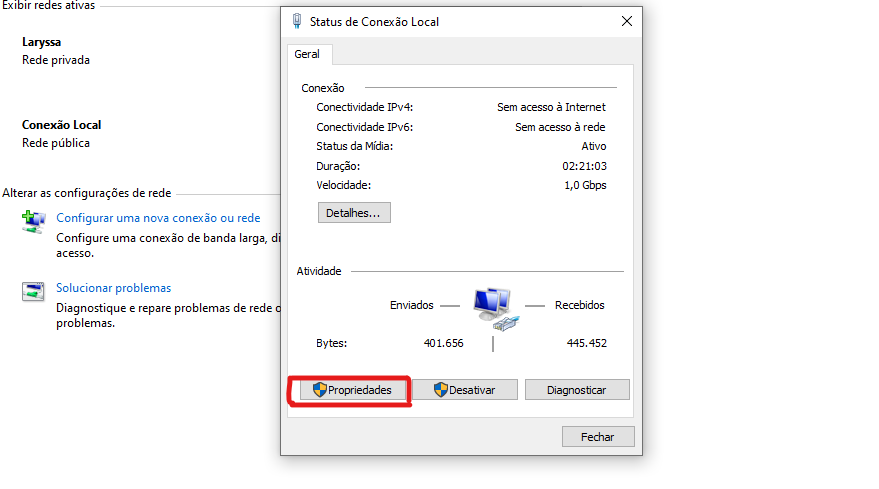 Exibir redes ativas
Laryssa
Rede privada
Conexão Local
Rede pública
Alterar as configurações de rede
Configurar uma nova conexão ou rede
Configure uma conexão de banda larga, di
acesso.
Solucionar problemas
Diagnostique e repare problemas de rede o
problemas.
Status de Conexão Local
Geral
Conexão
Conectividade IPv4: Sem acesso à Internet
Conectividade IPv6: Sem acesso à rede
Status da Mídia: Ativo
Duração: 02:21:03
Velocidade: 1,0 Gbps
Detalhes...
Atividade
Enviados Recebidos
Bytes: 401.656 445.452
Propriedades Desativar Diagnosticar
Fechar